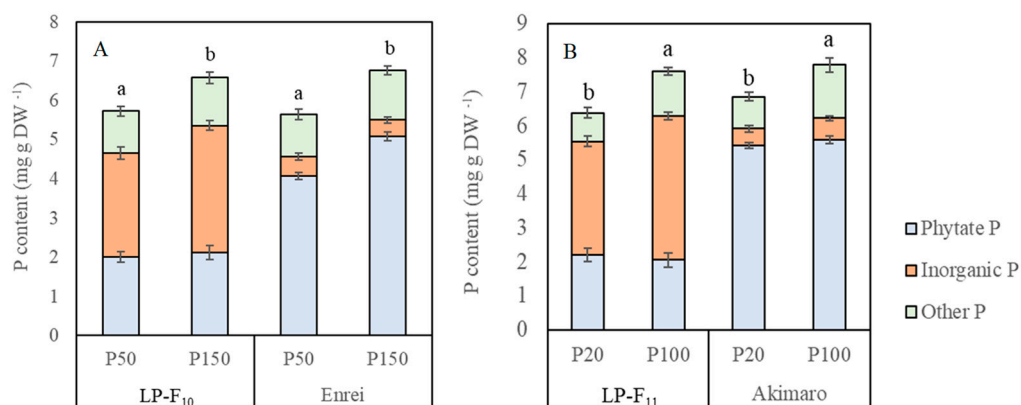 A
P content (mg g DW -1)
8
7
6
5
4
3
2
1
0
a
b
a
b
P50
P150
P50
P150
LP-F10
Enrei
B
P content (mg g DW -1)
9
8
7
6
5
4
3
2
1
0
b
a
b
a
P20
P100
P20
P100
LP-F11
Akimaro
Phytate P
Inorganic P
Other P